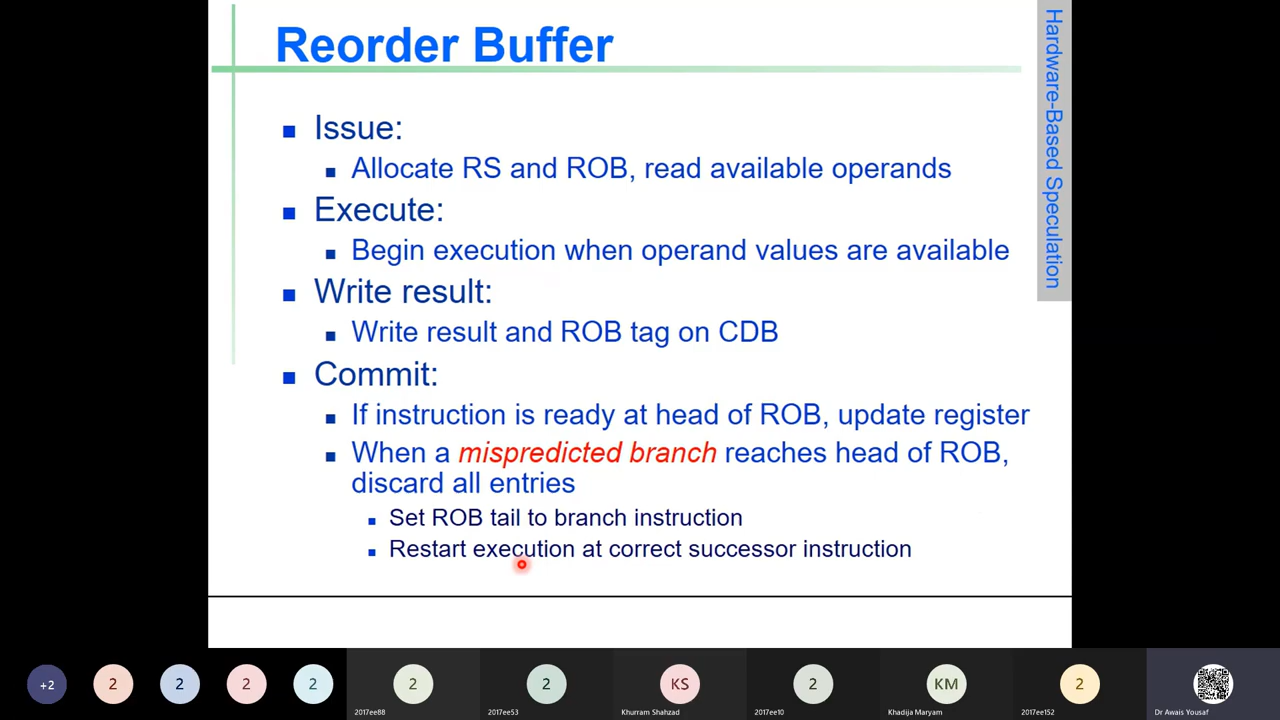 Reorder Buffer
Hardware-Based Speculation
Issue:
Allocate RS and ROB, read available operands
Execute:
Begin execution when operand values are available
Write result:
Write result and ROB tag on CDB
Commit:
If instruction is ready at head of ROB, update register
When a mispredicted branch reaches head of ROB,
discard all entries
Set ROB tail to branch instruction
Restart execution at correct successor instruction
+2
2
2
2
2
2
2017ee88
2
2017ee53
KS
Khurram Shahzad
2
2017ee10
KM
Khadija Maryam
2
2017ee152
Dr Awais Yousaf